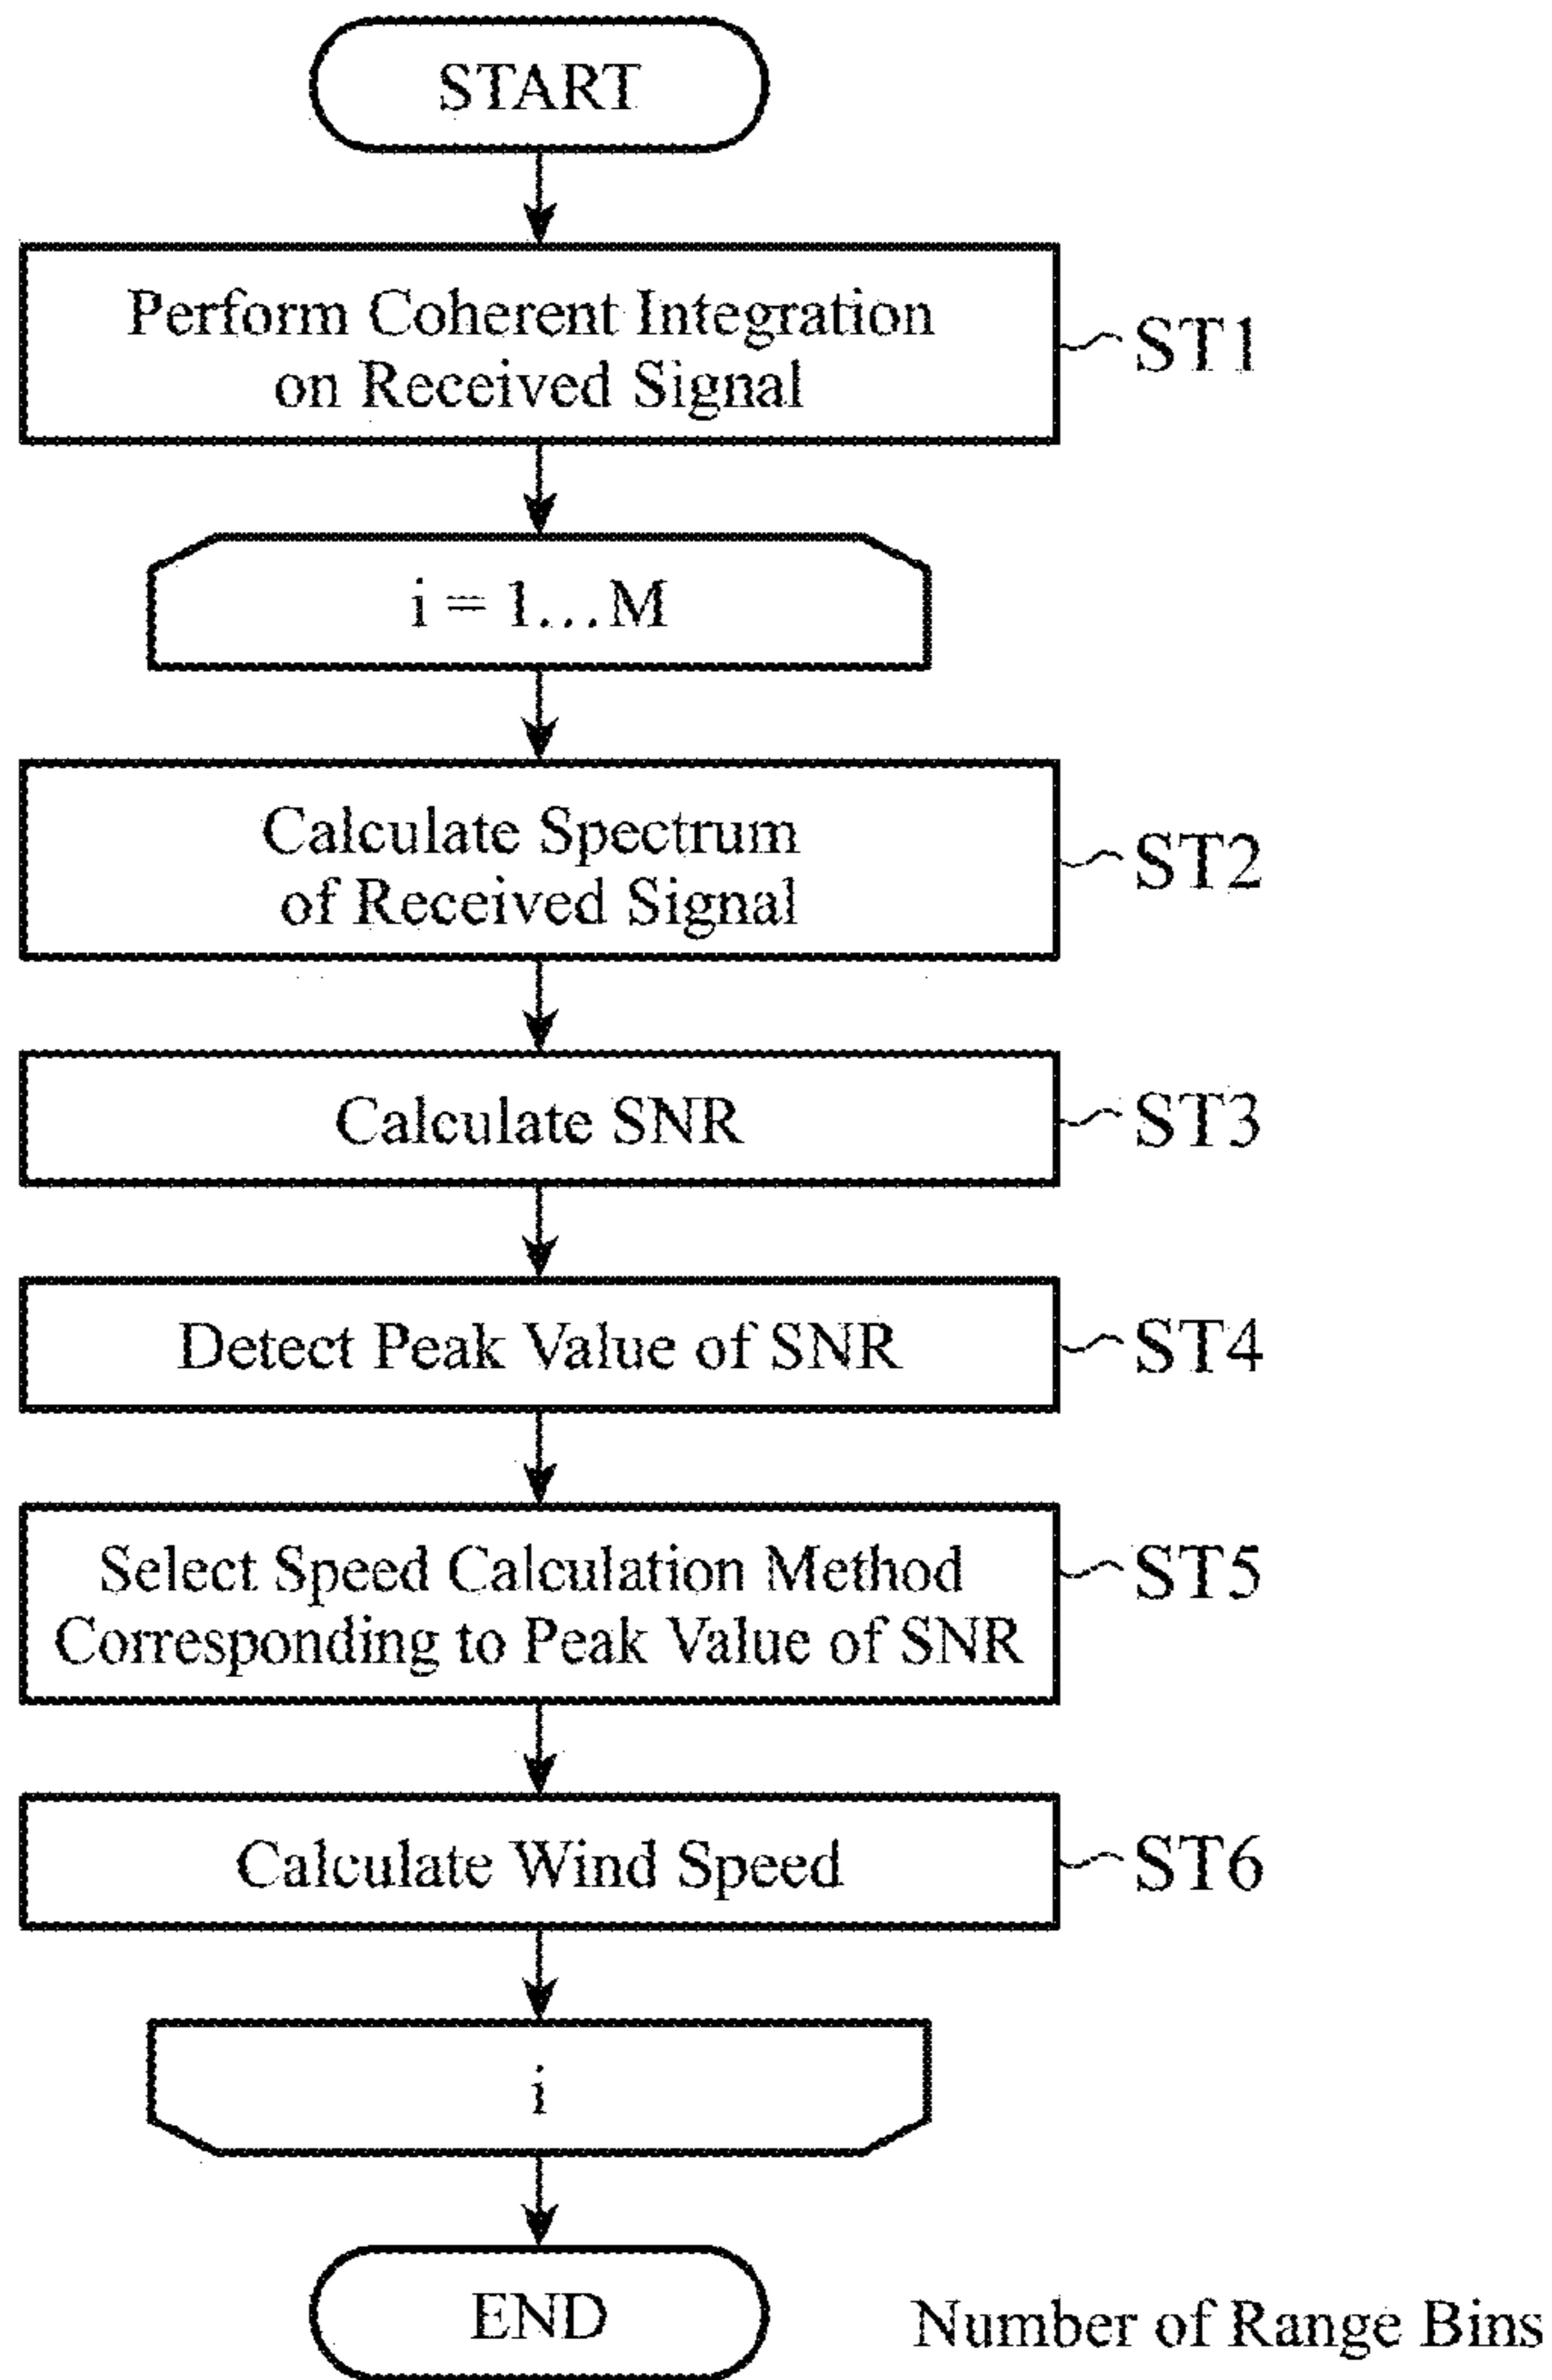 START
Perform Coherent Integration
on Received Signal
ST1
i = 1...M
Calculate Spectrum
of Received Signal
ST2
Calculate SNR
ST3
Detect Peak Value of SNR
ST4
Select Speed Calculation Method
Corresponding to Peak Value of SNR
ST5
Calculate Wind Speed
ST6
i
END
Number of Range Bins